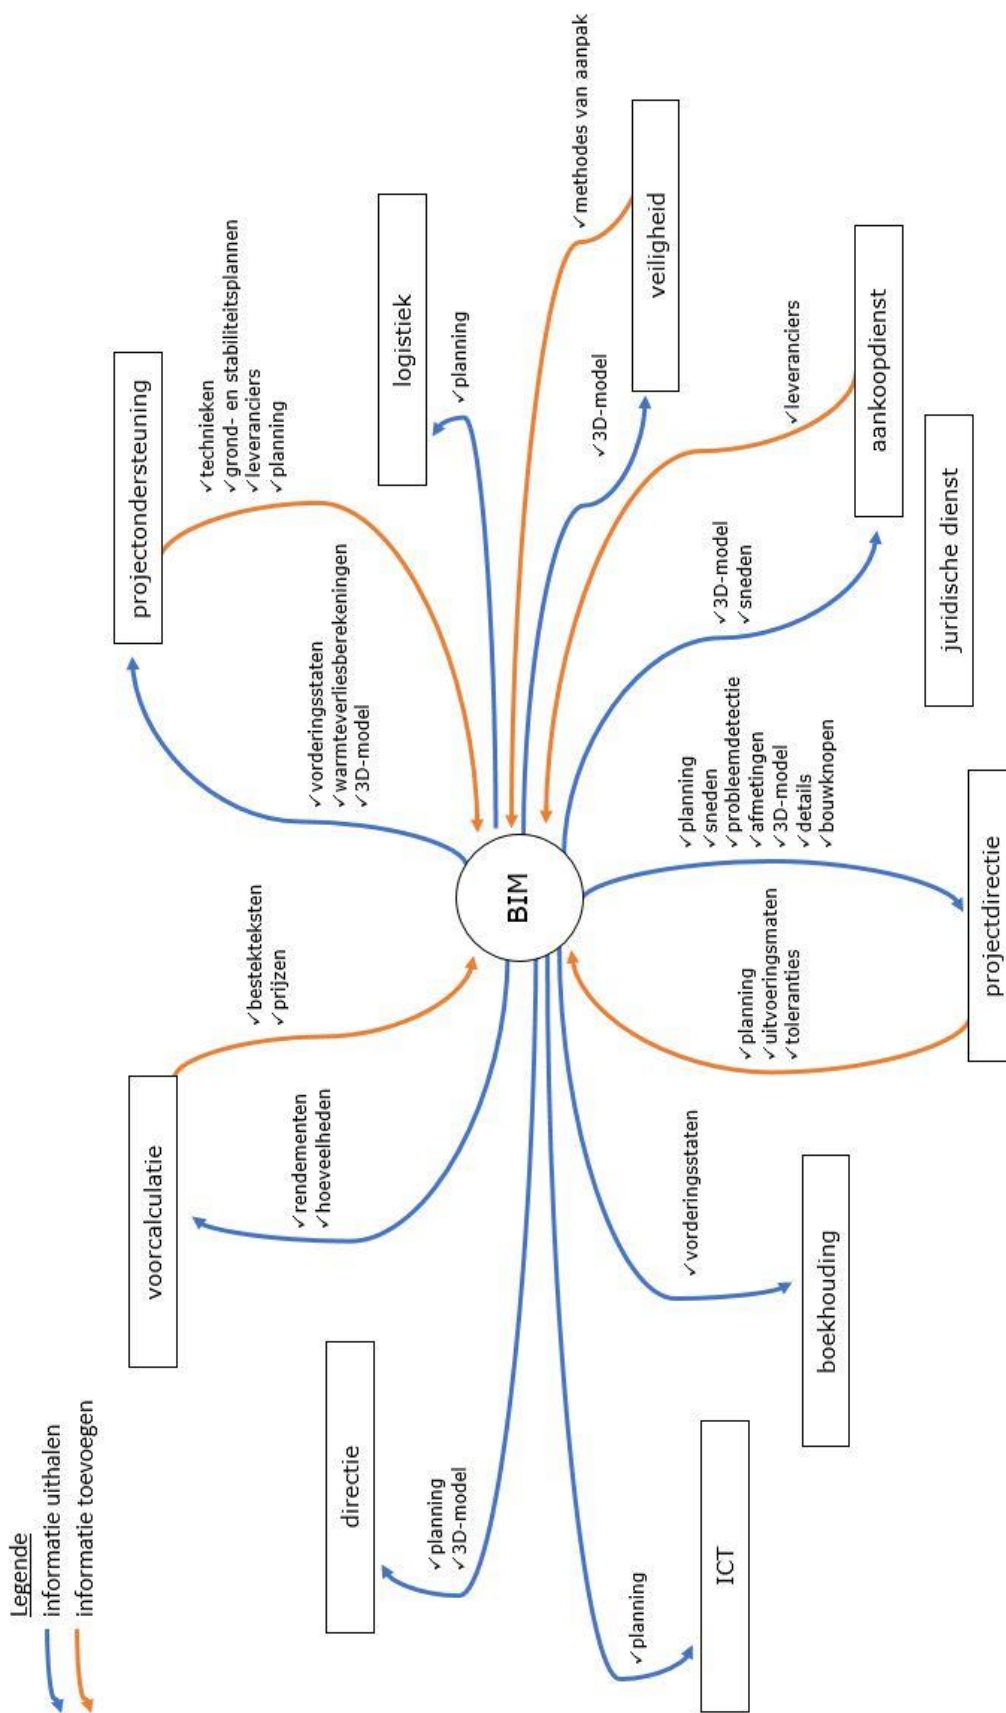 Legende
informatie uithalen
informatie toevoegen
voorcalculatie
✓bestekteksten
✓prijzen
✓rendementen
✓hoeveelheden
projectondersteuning
✓technieken
✓grond- en stabiliteitsplannen
✓leveranciers
✓planning
✓vorderingsstaten
✓warmteverliesberekeningen
✓3D-model
directie
✓planning
✓3D-model
logistiek
✓planning
BIM
✓methodes van aanpak
veiligheid
✓3D-model
ICT
✓planning
boekhouding
✓vorderingsstaten
✓planning
✓uitvoeringsmaten
✓toleranties
projectdirectie
✓planning
✓sneden
✓probleemdetectie
✓afmetingen
✓3D-model
✓details
✓bouwknopen
✓3D-model
✓sneden
✓leveranciers
aankoopdienst
juridische dienst